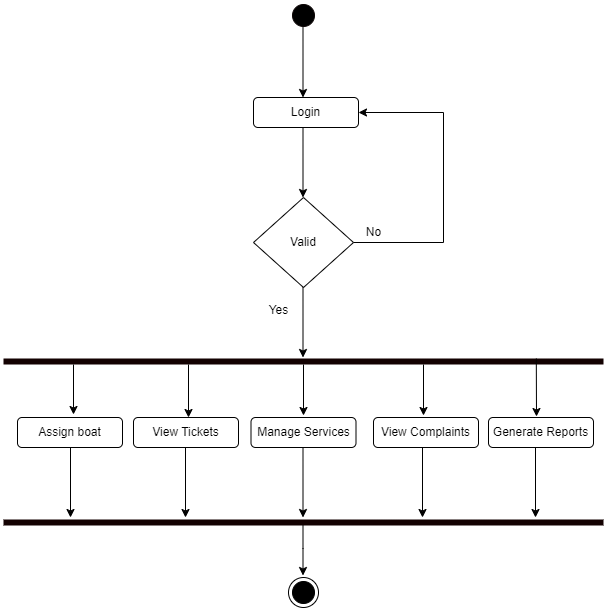 Login
Valid
No
Yes
Assign boat
View Tickets
Manage Services
View Complaints
Generate Reports